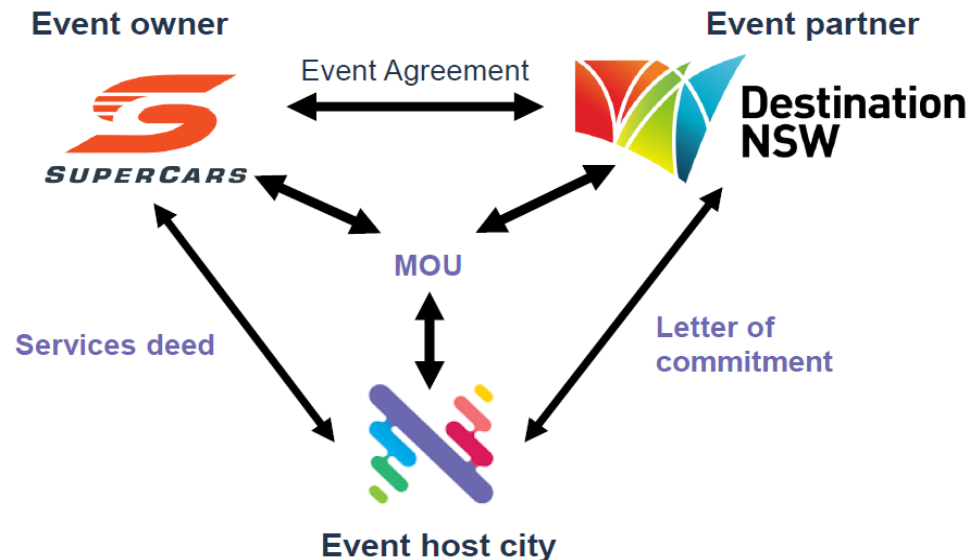 Event owner
Event partner
Event Agreement
SUPERCARS
Destination
NSW
MOU
Services deed
Letter of
commitment
Event host city